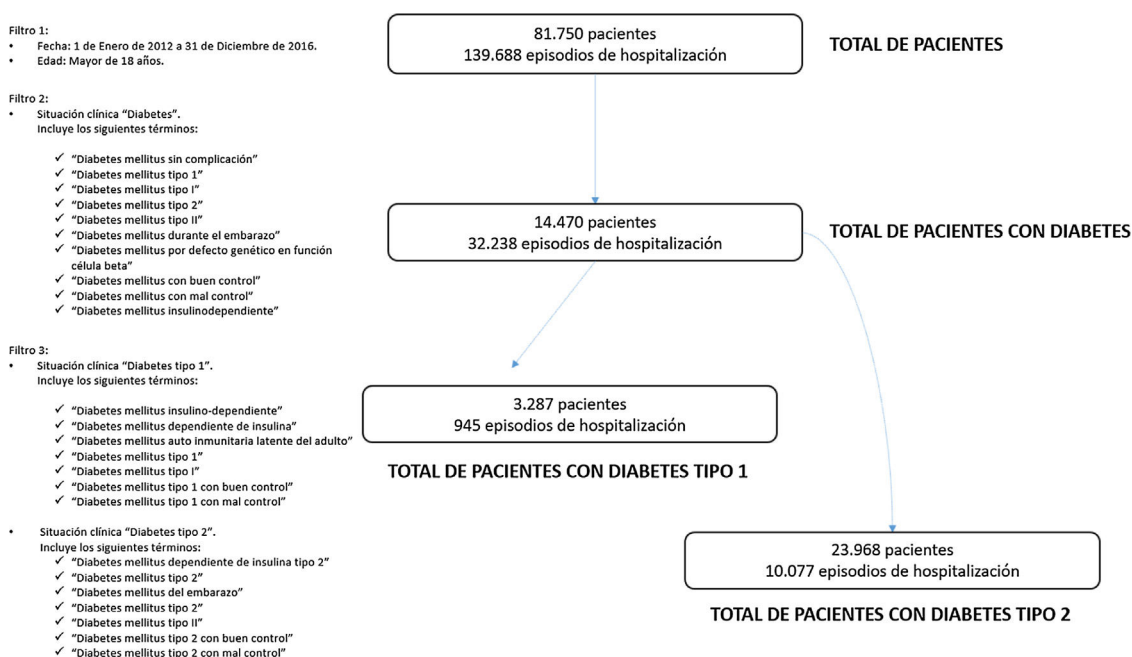 Filtro 1:
• Fecha: 1 de Enero de 2012 a 31 de Diciembre de 2016.
• Edad: Mayor de 18 años.
Filtro 2:
• Situación clínica “Diabetes”.
Incluye los siguientes términos:
✓ “Diabetes mellitus sin complicación”
✓ “Diabetes mellitus tipo 1”
✓ “Diabetes mellitus tipo I”
✓ “Diabetes mellitus tipo 2”
✓ “Diabetes mellitus tipo II”
✓ “Diabetes mellitus durante el embarazo”
✓ “Diabetes mellitus por defecto genético en función
célula beta”
✓ “Diabetes mellitus con buen control”
✓ “Diabetes mellitus con mal control”
✓ “Diabetes mellitus insulinodependiente”
Filtro 3:
• Situación clínica “Diabetes tipo 1”.
Incluye los siguientes términos:
✓ “Diabetes mellitus insulino-dependiente”
✓ “Diabetes mellitus dependiente de insulina”
✓ “Diabetes mellitus auto inmunitaria latente del adulto”
✓ “Diabetes mellitus tipo 1”
✓ “Diabetes mellitus tipo I”
✓ “Diabetes mellitus tipo 1 con buen control”
✓ “Diabetes mellitus tipo 1 con mal control”
• Situación clínica “Diabetes tipo 2”.
Incluye los siguientes términos:
✓ “Diabetes mellitus dependiente de insulina tipo 2”
✓ “Diabetes mellitus tipo 2”
✓ “Diabetes mellitus del embarazo”
✓ “Diabetes mellitus tipo 2”
✓ “Diabetes mellitus tipo II”
✓ “Diabetes mellitus tipo 2 con buen control”
✓ “Diabetes mellitus tipo 2 con mal control”
81.750 pacientes
139.688 episodios de hospitalización
TOTAL DE PACIENTES
14.470 pacientes
32.238 episodios de hospitalización
TOTAL DE PACIENTES CON DIABETES
3.287 pacientes
945 episodios de hospitalización
TOTAL DE PACIENTES CON DIABETES TIPO 1
23.968 pacientes
10.077 episodios de hospitalización
TOTAL DE PACIENTES CON DIABETES TIPO 2